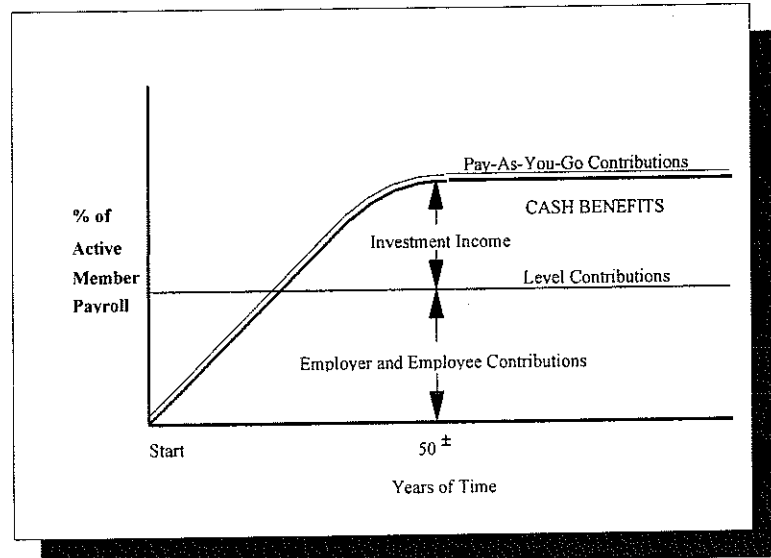 Pay-As-You-Go Contributions
CASH BENEFITS
% of
Active
Member
Payroll
Investment Income
Level Contributions
Employer and Employee Contributions
Start
50 ±
Years of Time